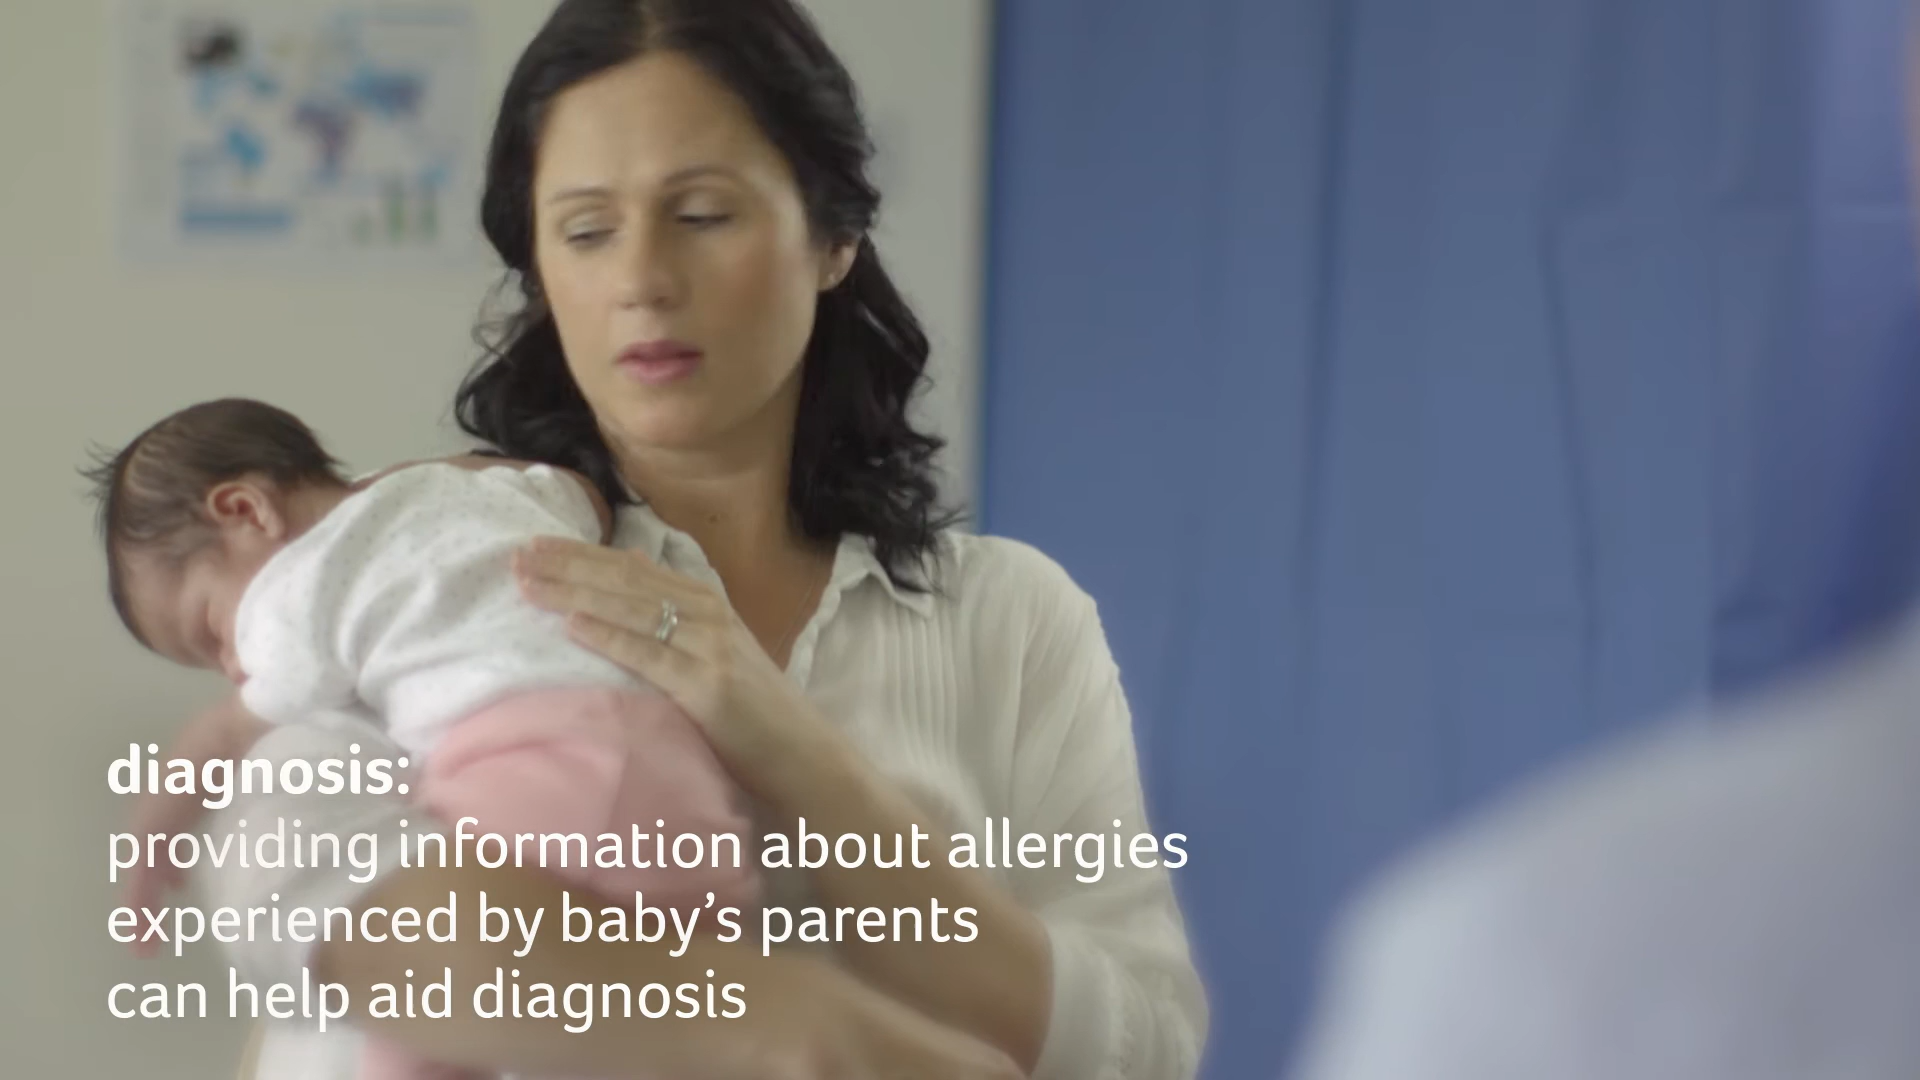 diagnosis:
providing information about allergies
experienced by baby’s parents
can help aid diagnosis